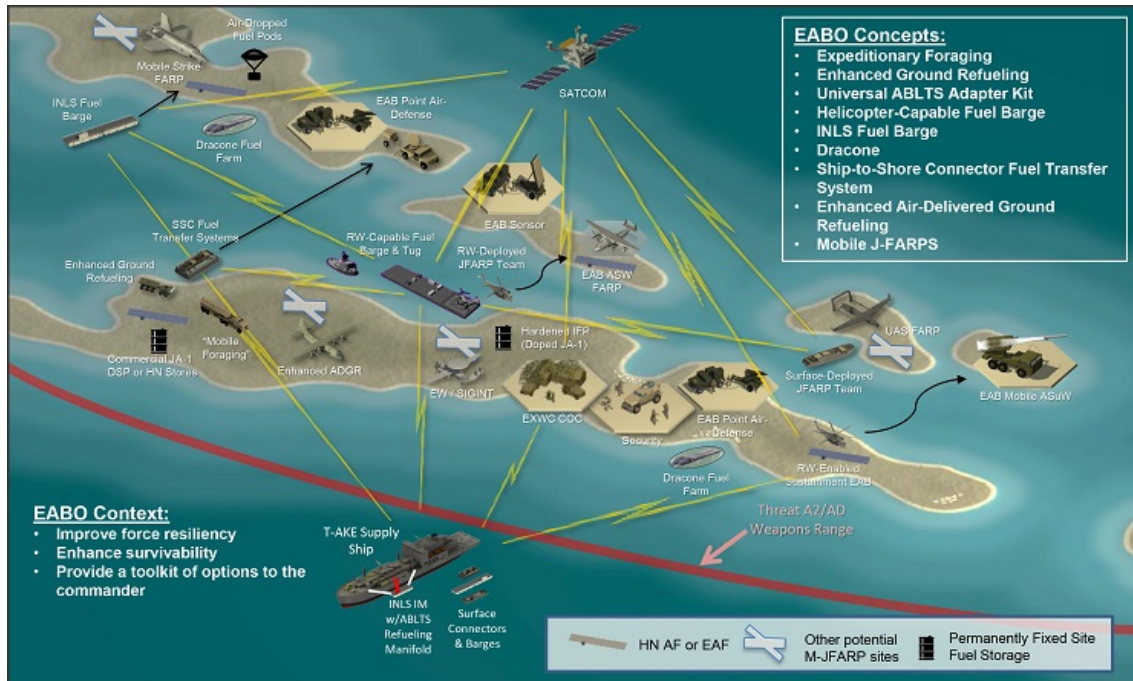 Air-Dropped
Fuel Pods
Mobile Strike
FARP
INLS Fuel
Barge
EAB Point Air-
Defense
Dracone Fuel
Farm
SATCOM
EABO Concepts:
• Expeditionary Foraging
• Enhanced Ground Refueling
• Universal ABLTS Adapter Kit
• Helicopter-Capable Fuel Barge
• INLS Fuel Barge
• Dracone
• Ship-to-Shore Connector Fuel Transfer
System
• Enhanced Air-Delivered Ground
Refueling
• Mobile J-FARPS
EAB Sensor
SSC Fuel
Transfer Systems
RW-Capable Fuel
Barge & Tug
RW-Deployed
JFARP Team
EAB ASW
FARP
Enhanced Ground
Refueling
Commercial JA-1
DSP or HN Stores
"Mobile
Foraging"
Enhanced ADGR
Hardened IFP
(Doped JA-1)
EW / SIGINT
UAS FARP
Surface-Deployed
JFARP Team
EAB Mobile ASuW
EXWC COC
Security
EAB Point Air-
Defense
Dracone Fuel
Farm
RW-Enabled
Sustainment EAB
Threat A2/AD
Weapons Range
EABO Context:
• Improve force resiliency
• Enhance survivability
• Provide a toolkit of options to the
commander
T-AKE Supply
Ship
INLS IM
w/ABLTS
Refueling
Manifold
Surface
Connectors
& Barges
HN AF or EAF
Other potential
M-JFARP sites
Permanently Fixed Site
Fuel Storage